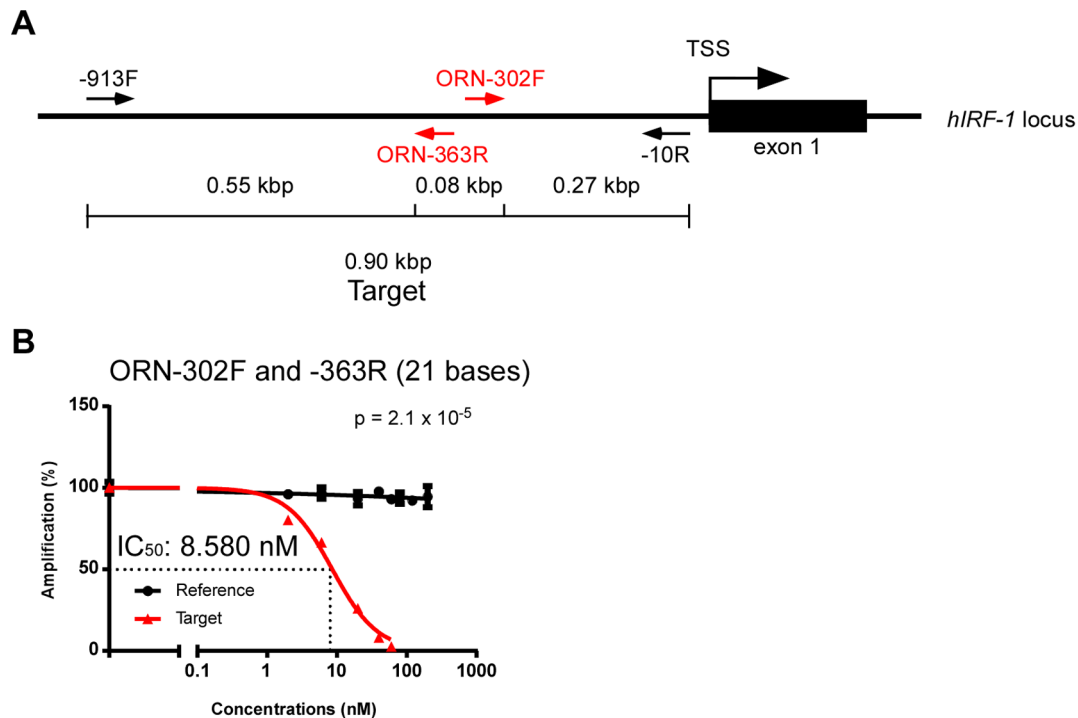 A
TSS
-913F
ORN-302F
hIRF-1 locus
ORN-363R
-10R
exon 1
0.55 kbp
0.08 kbp
0.27 kbp
0.90 kbp
Target
B
ORN-302F and -363R (21 bases)
p = 2.1 x 10-5
150
100
50
0
Amplification (%)
IC50: 8.580 nM
Reference
Target
0.1
1
10
100
1000
Concentrations (nM)